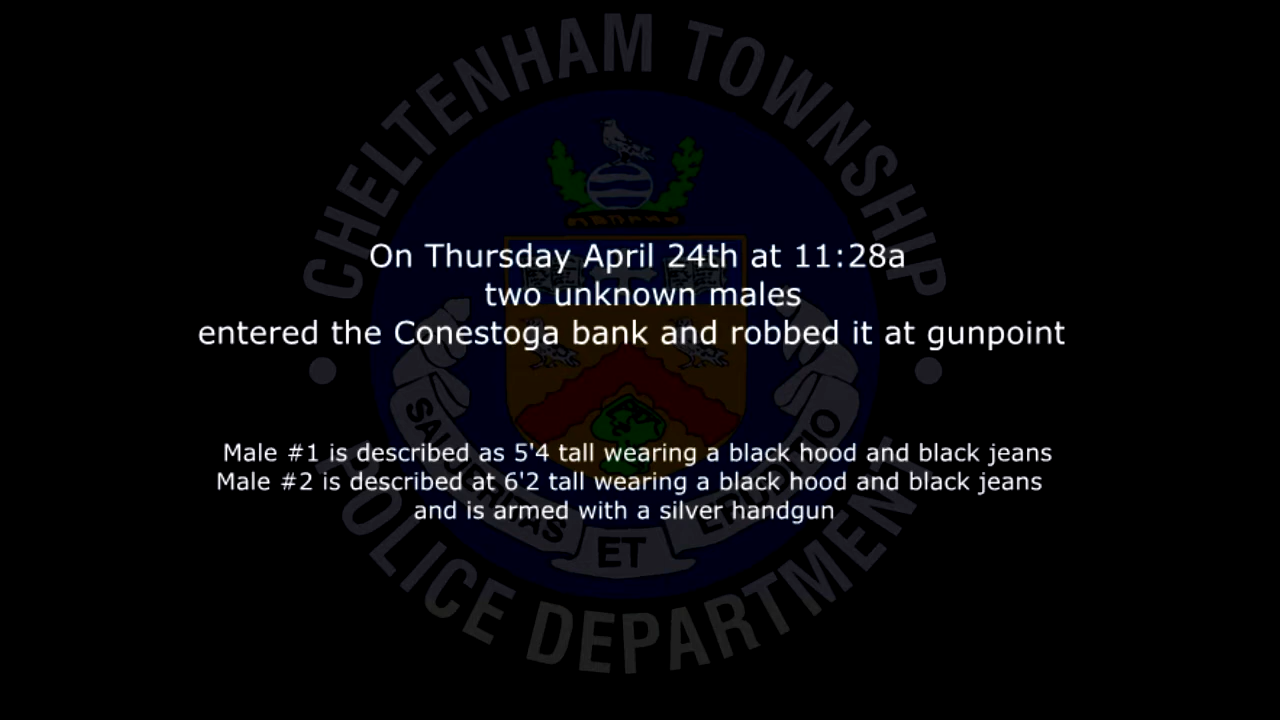 CHELTENHAM TOWNSHIP
On Thursday April 24th at 11:28a
two unknown males
entered the Conestoga bank and robbed it at gunpoint
Male #1 is described as 5'4 tall wearing a black hood and black jeans
Male #2 is described at 6'2 tall wearing a black hood and black jeans
and is armed with a silver handgun
ET
POLICE DEPARTMENT